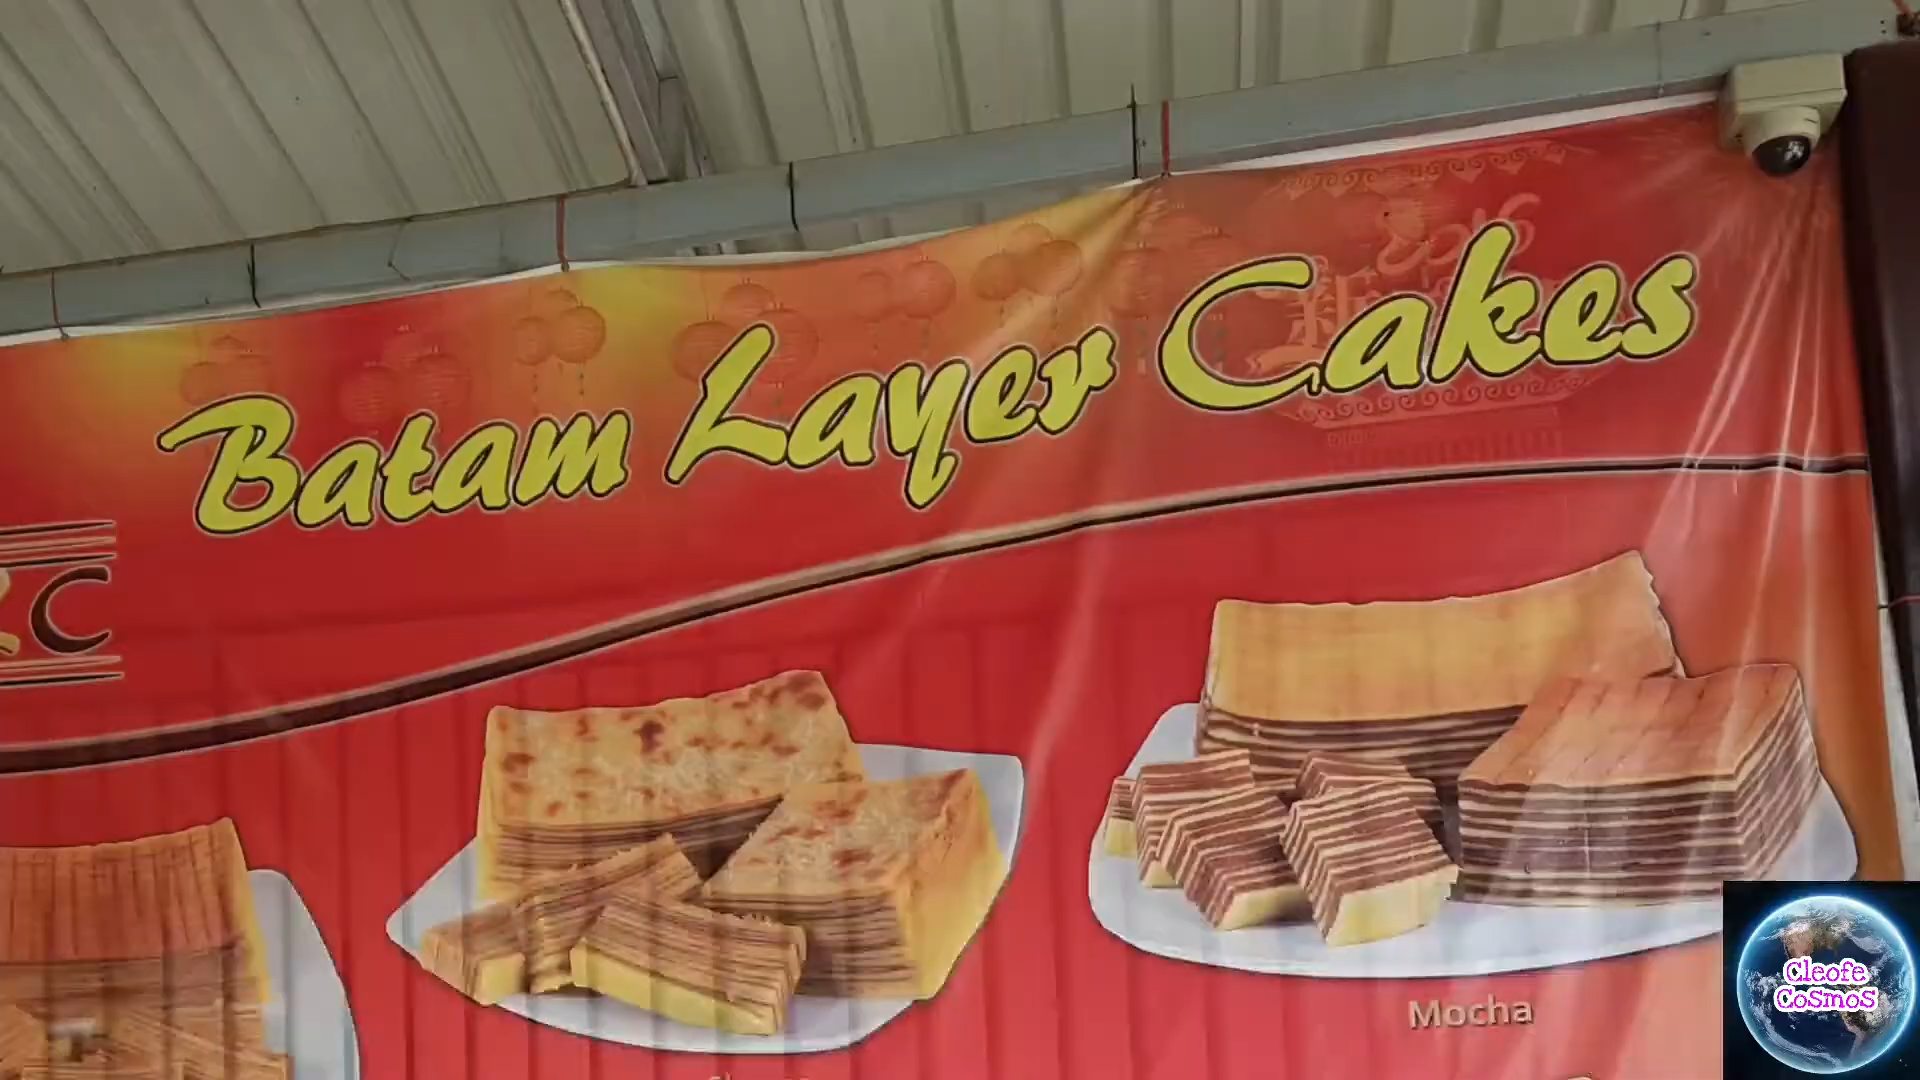 Batam Layer Cakes
C
Mocha
Cleofe
Cosmos